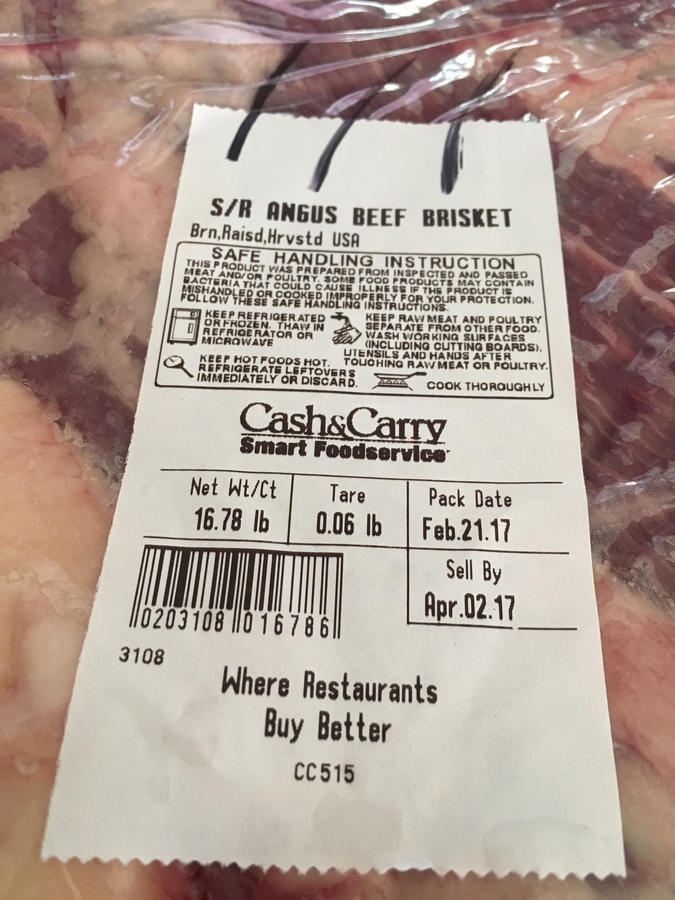 S/R ANGUS BEEF BRISKET
Brn,Raisd,Hrvstd USA
SAFE HANDLING INSTRUCTION
THIS PRODUCT WAS PREPARED FROM INSPECTED AND PASSED
MEAT AND/OR POULTRY. SOME FOOD PRODUCTS MAY CONTAIN
BACTERIA THAT COULD CAUSE ILLNESS IF THE PRODUCT IS
MISHANDLED OR COOKED IMPROPERLY FOR YOUR PROTECTION.
FOLLOW THESE SAFE HANDLING INSTRUCTIONS.
KEEP REFRIGERATED
OR FROZEN. THAW IN
REFRIGERATOR OR
MICROWAVE
KEEP RAW MEAT AND POULTRY
SEPARATE FROM OTHER FOOD.
WASH WORKING SURFACES
(INCLUDING CUTTING BOARDS),
UTENSILS AND HANDS AFTER
TOUCHING RAW MEAT OR POULTRY.
KEEP HOT FOODS HOT.
REFRIGERATE LEFTOVERS
IMMEDIATELY OR DISCARD.
COOK THOROUGHLY
Cash&Carry
Smart Foodservice
Net Wt/Ct
16.78 lb
Tare
0.06 lb
Pack Date
Feb.21.17
Sell By
Apr.02.17
0203108 016786
3108
Where Restaurants
Buy Better
CC515